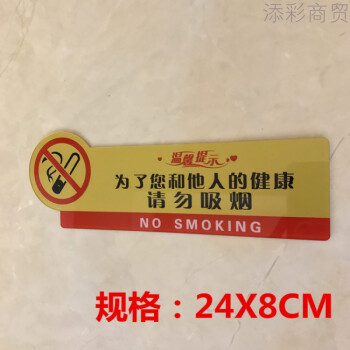 添彩商贸
温馨提示
为了您和他人的健康
请勿吸烟
NO SMOKING
规格：24X8CM